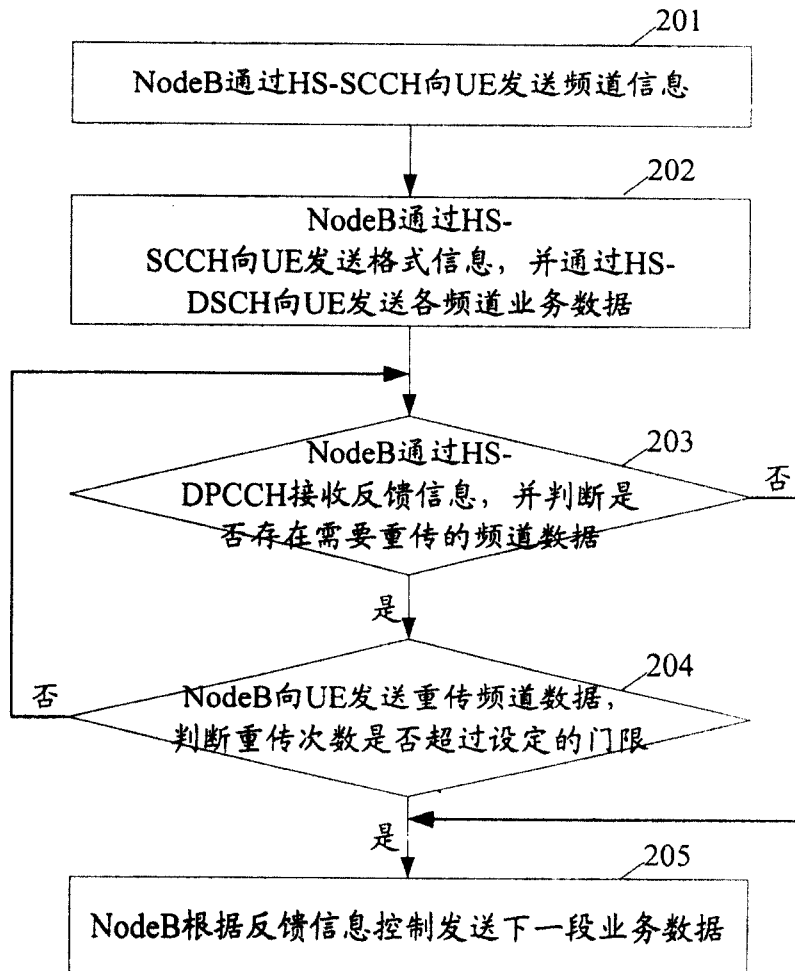 201
NodeB通过HS-SCCH向UE发送频道信息
202
NodeB通过HS-
SCCH向UE发送格式信息，并通过HS-
DSCH向UE发送各频道业务数据
203
NodeB通过HS-
DPCCH接收反馈信息，并判断是
否存在需要重传的频道数据
否
是
204
NodeB向UE发送重传频道数据，
判断重传次数是否超过设定的门限
否
是
205
NodeB根据反馈信息控制发送下一段业务数据